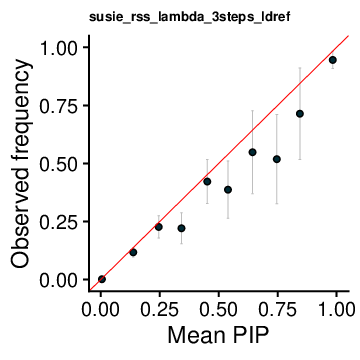 susie_rss_lambda_3steps_ldref
Observed frequency
1.00
0.75
0.50
0.25
0.00
0.00 0.25 0.50 0.75 1.00
Mean PIP